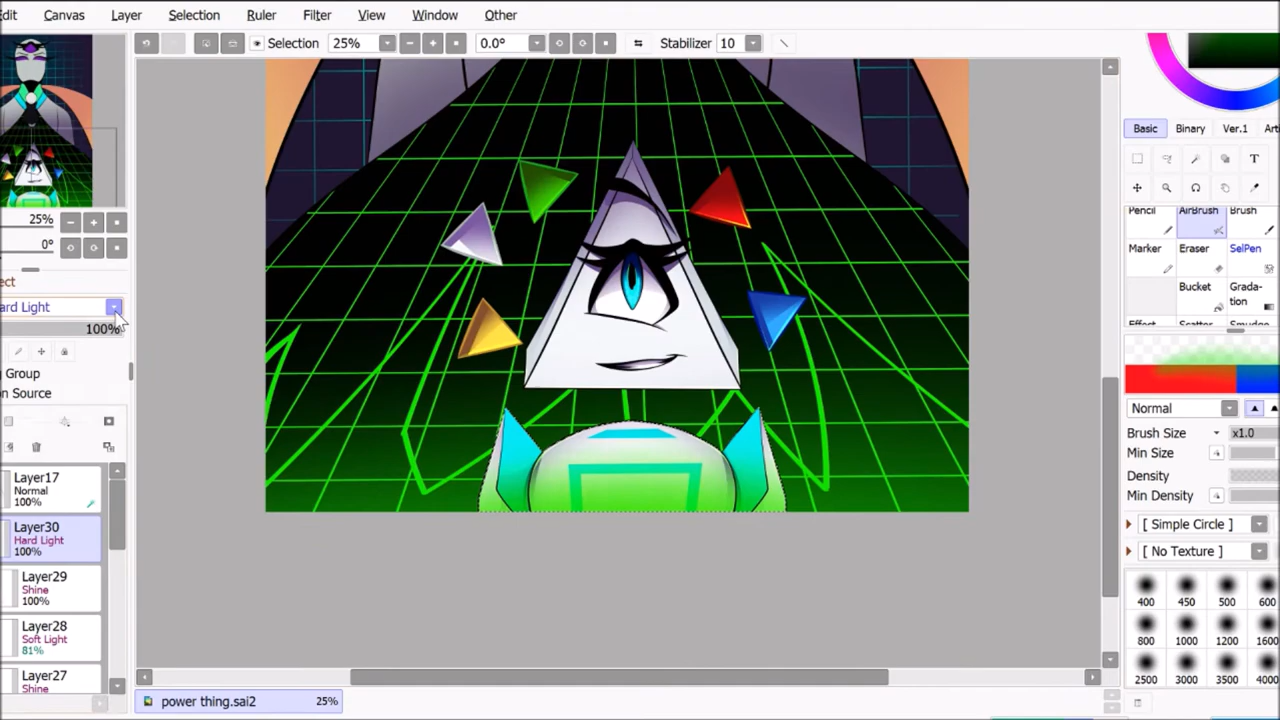 Edit Canvas Layer Selection Ruler Filter View Window Other
Selection 25% 0.0° Stabilizer 10
Basic Binary Ver.1
25%
0°
Pencil AirBrush Brush
Marker Eraser SelPen
Bucket Grada-
tion
Effect Scatter Smudge
Hard Light
100%
Group
Source
Normal
Brush Size x1.0
Min Size
Density
Min Density
[ Simple Circle ]
[ No Texture ]
Layer17
Normal
100%
Layer30
Hard Light
100%
Layer29
Shine
100%
Layer28
Soft Light
81%
Layer27
Shine
400 450 500 600
800 1000 1200 1600
2500 3000 3500 4000
power thing.sai2 25%